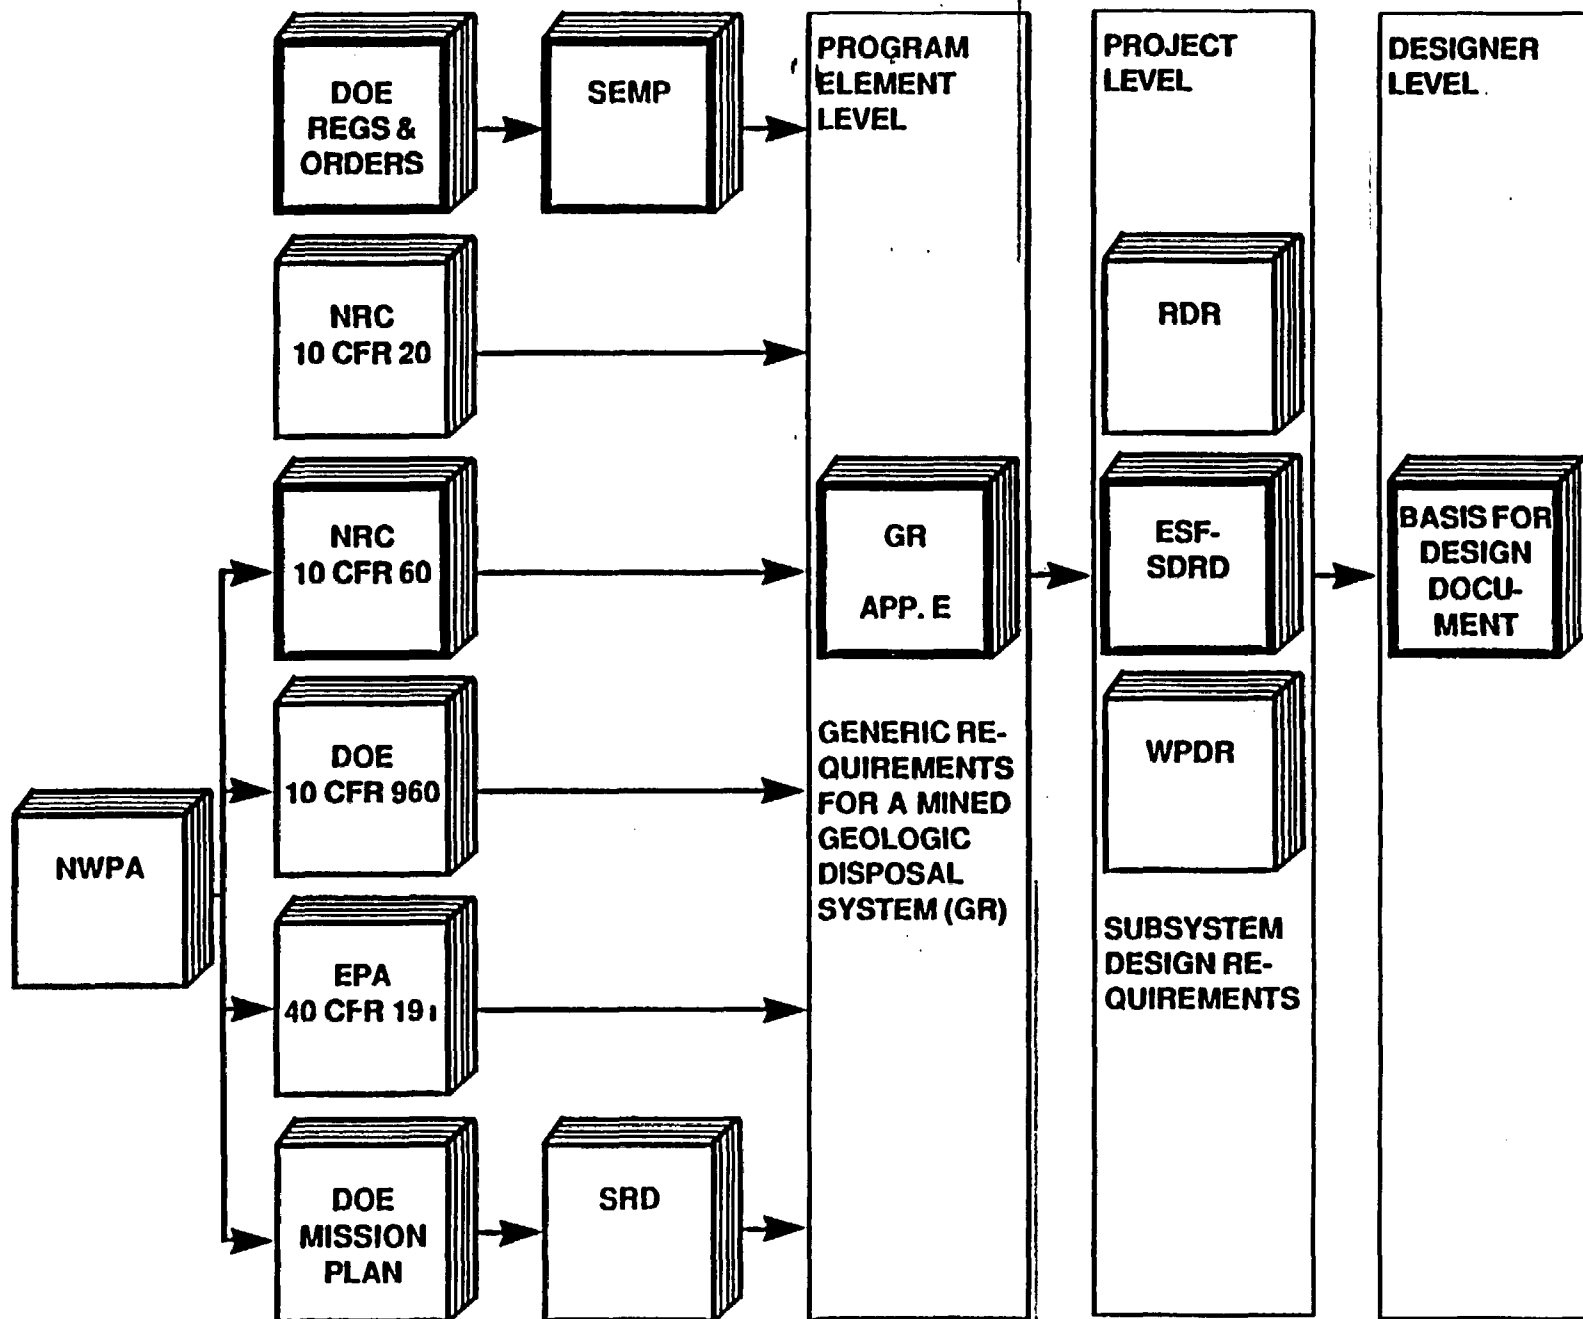 DOE
REGS &
ORDERS
SEMP
NRC
10 CFR 20
NRC
10 CFR 60
DOE
10 CFR 960
NWPA
EPA
40 CFR 191
DOE
MISSION
PLAN
SRD
PROGRAM
ELEMENT
LEVEL
GR
APP. E
GENERIC RE-
QUIREMENTS
FOR A MINED
GEOLOGIC
DISPOSAL
SYSTEM (GR)
PROJECT
LEVEL
RDR
ESF-
SDRD
WPDR
SUBSYSTEM
DESIGN RE-
QUIREMENTS
DESIGNER
LEVEL
BASIS FOR
DESIGN
DOCU-
MENT